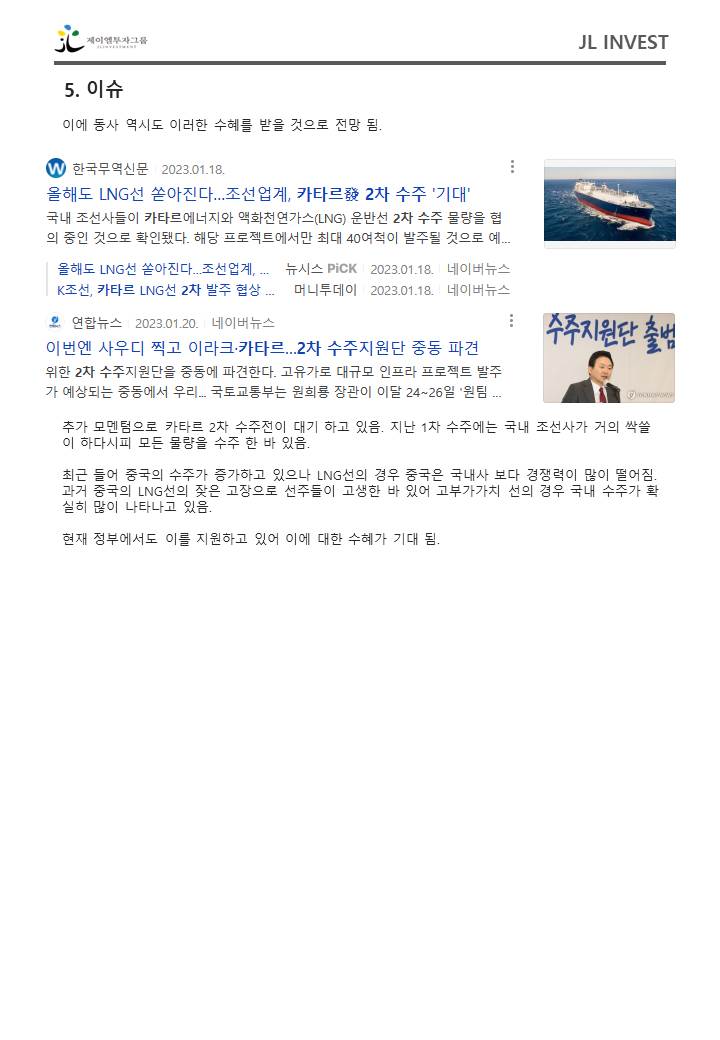 제이엘투자그룹
JL INVESTMENT
JL INVEST
5. 이슈
이에 동사 역시도 이러한 수혜를 받을 것으로 전망 됨.
한국무역신문 2023.01.18.
올해도 LNG선 쏟아진다...조선업계, 카타르發 2차 수주 '기대'
국내 조선사들이 카타르에너지와 액화천연가스(LNG) 운반선 2차 수주 물량을 협
의 중인 것으로 확인됐다. 해당 프로젝트에서만 최대 40여척이 발주될 것으로 예...
올해도 LNG선 쏟아진다...조선업계, ... 뉴시스 PiCK 2023.01.18. 네이버뉴스
K조선, 카타르 LNG선 2차 발주 협상 ... 머니투데이 2023.01.18. 네이버뉴스
연합뉴스 2023.01.20. 네이버뉴스
이번엔 사우디 찍고 이라크·카타르...2차 수주지원단 중동 파견
위한 2차 수주지원단을 중동에 파견한다. 고유가로 대규모 인프라 프로젝트 발주
가 예상되는 중동에서 우리... 국토교통부는 원희룡 장관이 이달 24~26일 '원팀 ...
수주지원단 출범
추가 모멘텀으로 카타르 2차 수주전이 대기 하고 있음. 지난 1차 수주에는 국내 조선사가 거의 싹쓸
이 하다시피 모든 물량을 수주 한 바 있음.
최근 들어 중국의 수주가 증가하고 있으나 LNG선의 경우 중국은 국내사 보다 경쟁력이 많이 떨어짐.
과거 중국의 LNG선의 잦은 고장으로 선주들이 고생한 바 있어 고부가가치 선의 경우 국내 수주가 확
실히 많이 나타나고 있음.
현재 정부에서도 이를 지원하고 있어 이에 대한 수혜가 기대 됨.